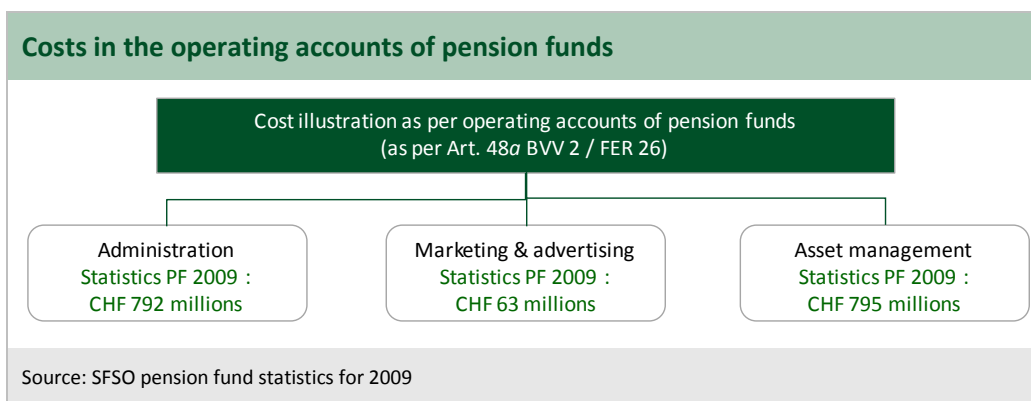 Costs in the operating accounts of pension funds
Cost illustration as per operating accounts of pension funds
(as per Art. 48a BVV 2 / FER 26)
Administration
Statistics PF 2009 :
CHF 792 millions
Marketing & advertising
Statistics PF 2009 :
CHF 63 millions
Asset management
Statistics PF 2009 :
CHF 795 millions
Source: SFSO pension fund statistics for 2009